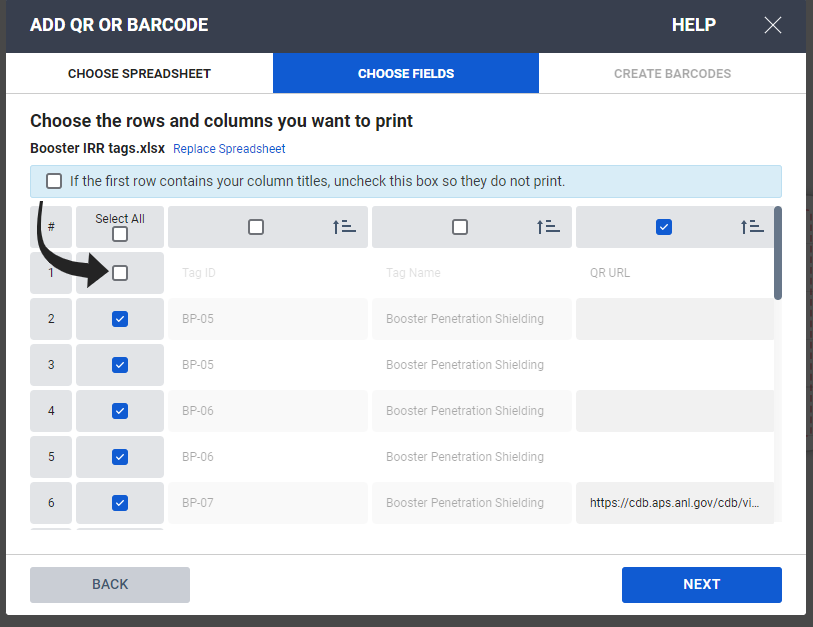 ADD QR OR BARCODE
HELP
CHOOSE SPREADSHEET
CHOOSE FIELDS
CREATE BARCODES
Choose the rows and columns you want to print
Booster IRR tags.xlsx Replace Spreadsheet
If the first row contains your column titles, uncheck this box so they do not print.
# Select All
1 Tag ID Tag Name QR URL
2 BP-05 Booster Penetration Shielding
3 BP-05 Booster Penetration Shielding
4 BP-06 Booster Penetration Shielding
5 BP-06 Booster Penetration Shielding
6 BP-07 Booster Penetration Shielding https://cdb.aps.anl.gov/cdb/vi...
BACK
NEXT